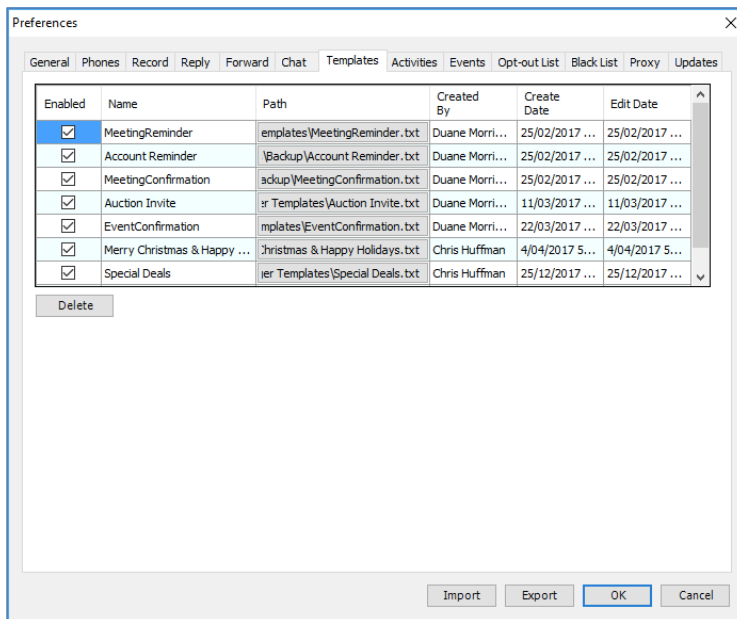 Preferences
General Phones Record Reply Forward Chat Templates Activities Events Opt-out List Black List Proxy Updates
Enabled Name Path Created By Create Date Edit Date
MeetingReminder emplates\MeetingReminder.txt Duane Morri... 25/02/2017 ... 25/02/2017 ...
Account Reminder \Backup\Account Reminder.txt Duane Morri... 25/02/2017 ... 25/02/2017 ...
MeetingConfirmation ackup\MeetingConfirmation.txt Duane Morri... 25/02/2017 ... 25/02/2017 ...
Auction Invite er Templates\Auction Invite.txt Duane Morri... 11/03/2017 ... 11/03/2017 ...
EventConfirmation mplates\EventConfirmation.txt Duane Morri... 22/03/2017 ... 22/03/2017 ...
Merry Christmas & Happy ... Christmas & Happy Holidays.txt Chris Huffman 4/04/2017 5... 4/04/2017 5...
Special Deals er Templates\Special Deals.txt Chris Huffman 25/12/2017 ... 25/12/2017 ...
Delete
Import Export OK Cancel